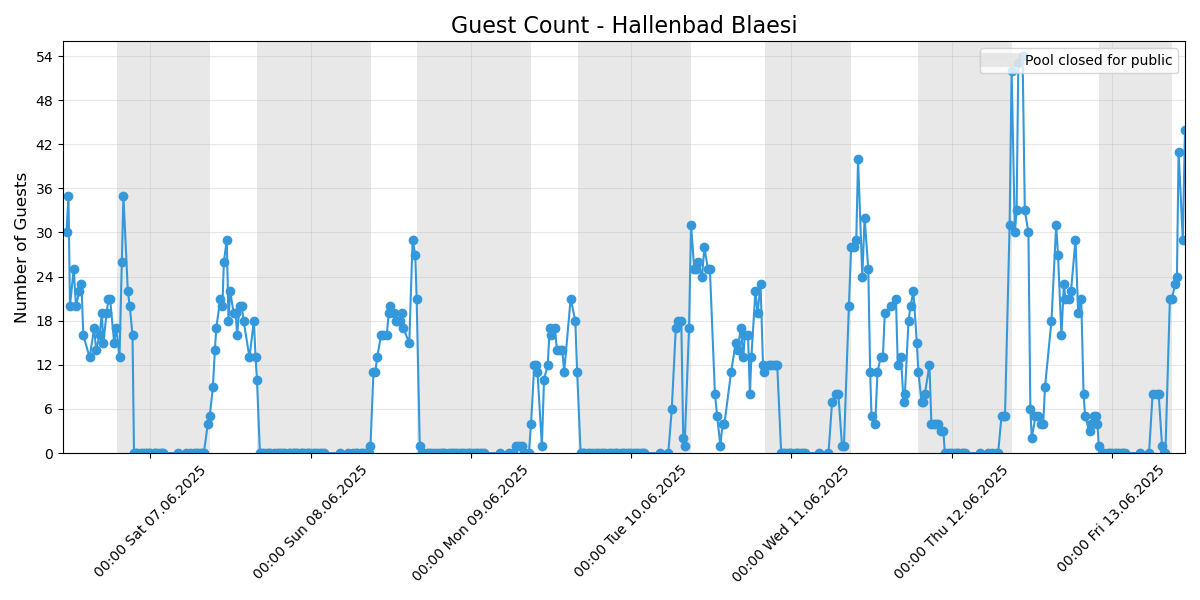 Guest Count - Hallenbad Blaesi
Number of Guests
54
48
42
36
30
24
18
12
6
0
Pool closed for public
00:00 Sat 07.06.2025
00:00 Sun 08.06.2025
00:00 Mon 09.06.2025
00:00 Tue 10.06.2025
00:00 Wed 11.06.2025
00:00 Thu 12.06.2025
00:00 Fri 13.06.2025